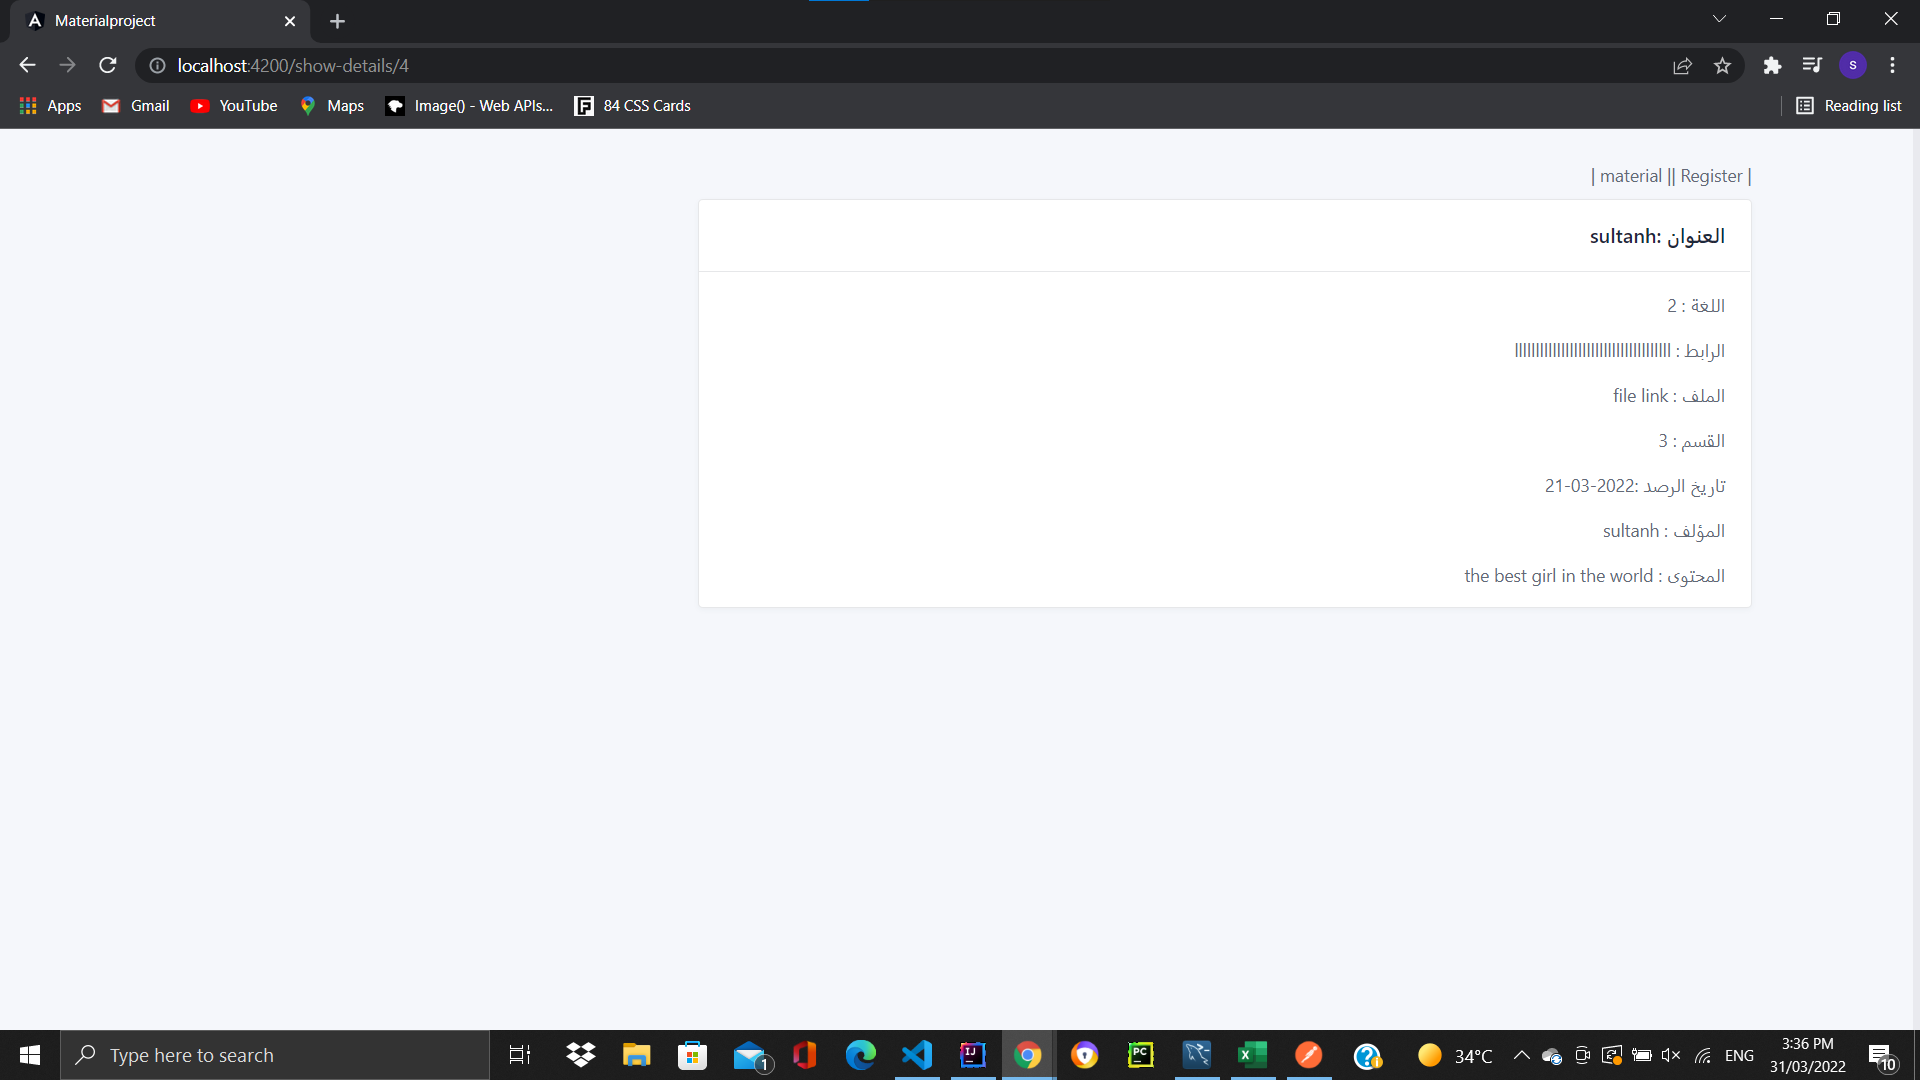 Materialproject
localhost:4200/show-details/4
Apps Gmail YouTube Maps Image() - Web APIs... 84 CSS Cards Reading list
| material || Register |
العنوان :sultanh
اللغة : 2
الرابط :
الملف : file link
القسم : 3
تاريخ الرصد :21-03-2022
المؤلف : sultanh
المحتوى : the best girl in the world
Type here to search
34°C ENG
3:36 PM
31/03/2022
10